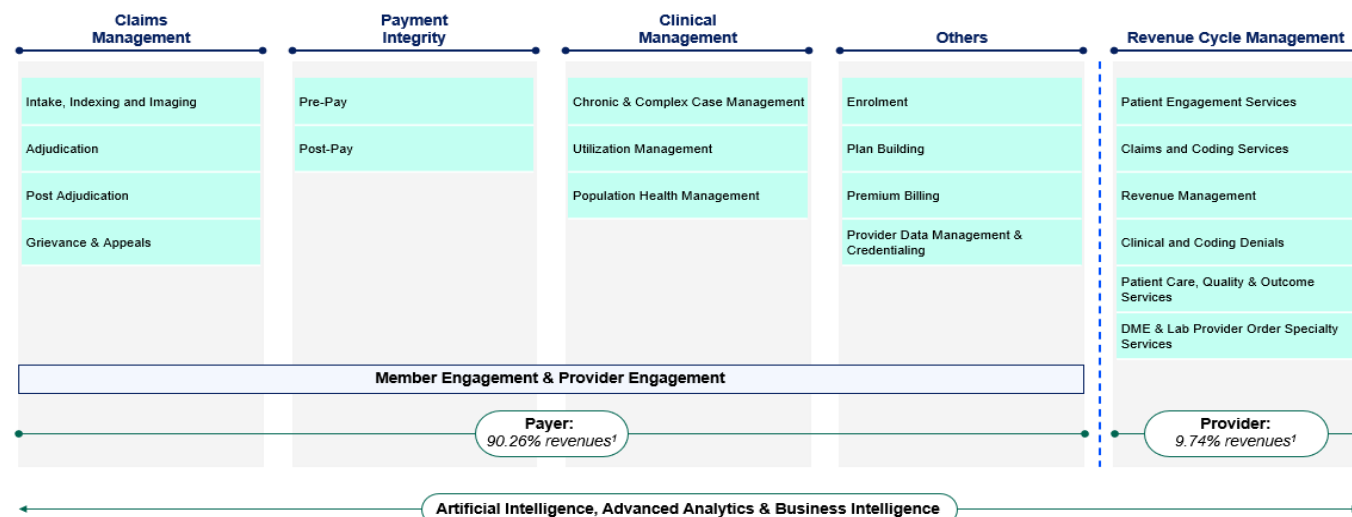 Claims
Management
Payment
Integrity
Clinical
Management
Others
Revenue Cycle Management
Intake, Indexing and Imaging
Adjudication
Post Adjudication
Grievance & Appeals
Pre-Pay
Post-Pay
Chronic & Complex Case Management
Utilization Management
Population Health Management
Enrolment
Plan Building
Premium Billing
Provider Data Management &
Credentialing
Patient Engagement Services
Claims and Coding Services
Revenue Management
Clinical and Coding Denials
Patient Care, Quality & Outcome
Services
DME & Lab Provider Order Specialty
Services
Member Engagement & Provider Engagement
Payer:
90.26% revenues¹
Provider:
9.74% revenues¹
Artificial Intelligence, Advanced Analytics & Business Intelligence